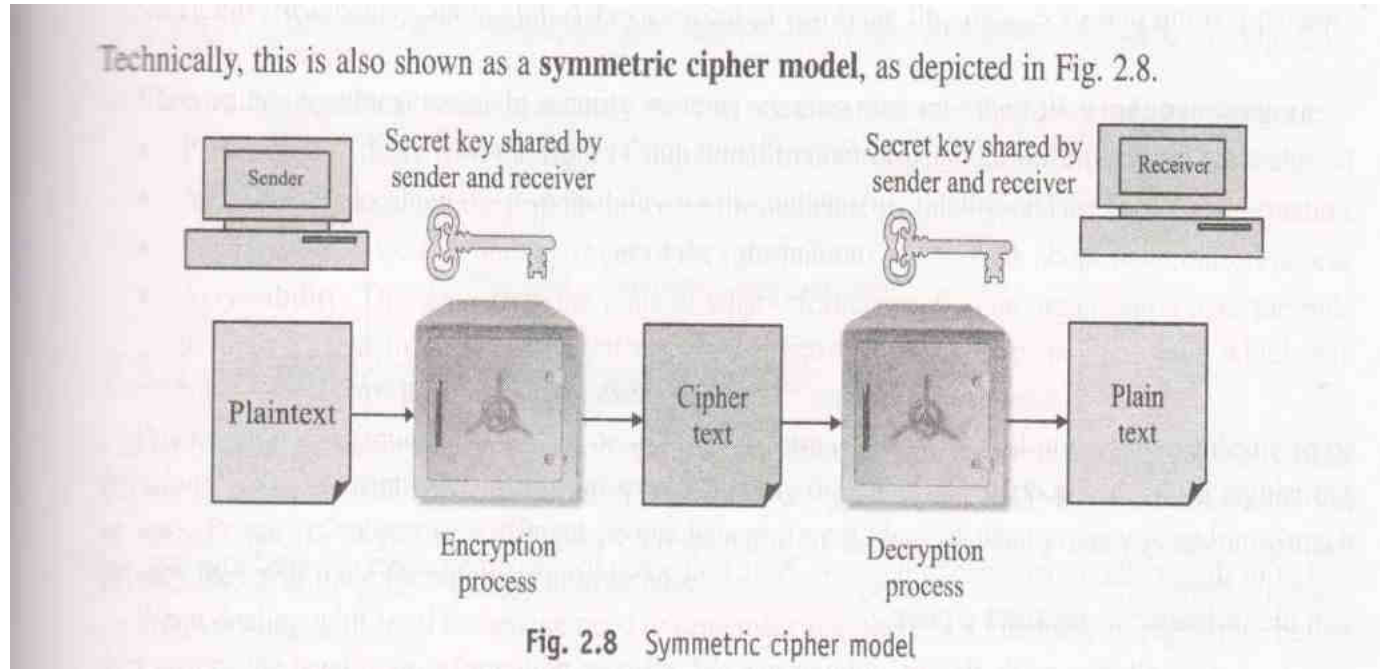 Technically, this is also shown as a symmetric cipher model, as depicted in Fig. 2.8.
Sender
Secret key shared by
sender and receiver
Secret key shared by
sender and receiver
Receiver
Plaintext
Cipher
text
Plain
text
Encryption
process
Decryption
process
Fig. 2.8 Symmetric cipher model